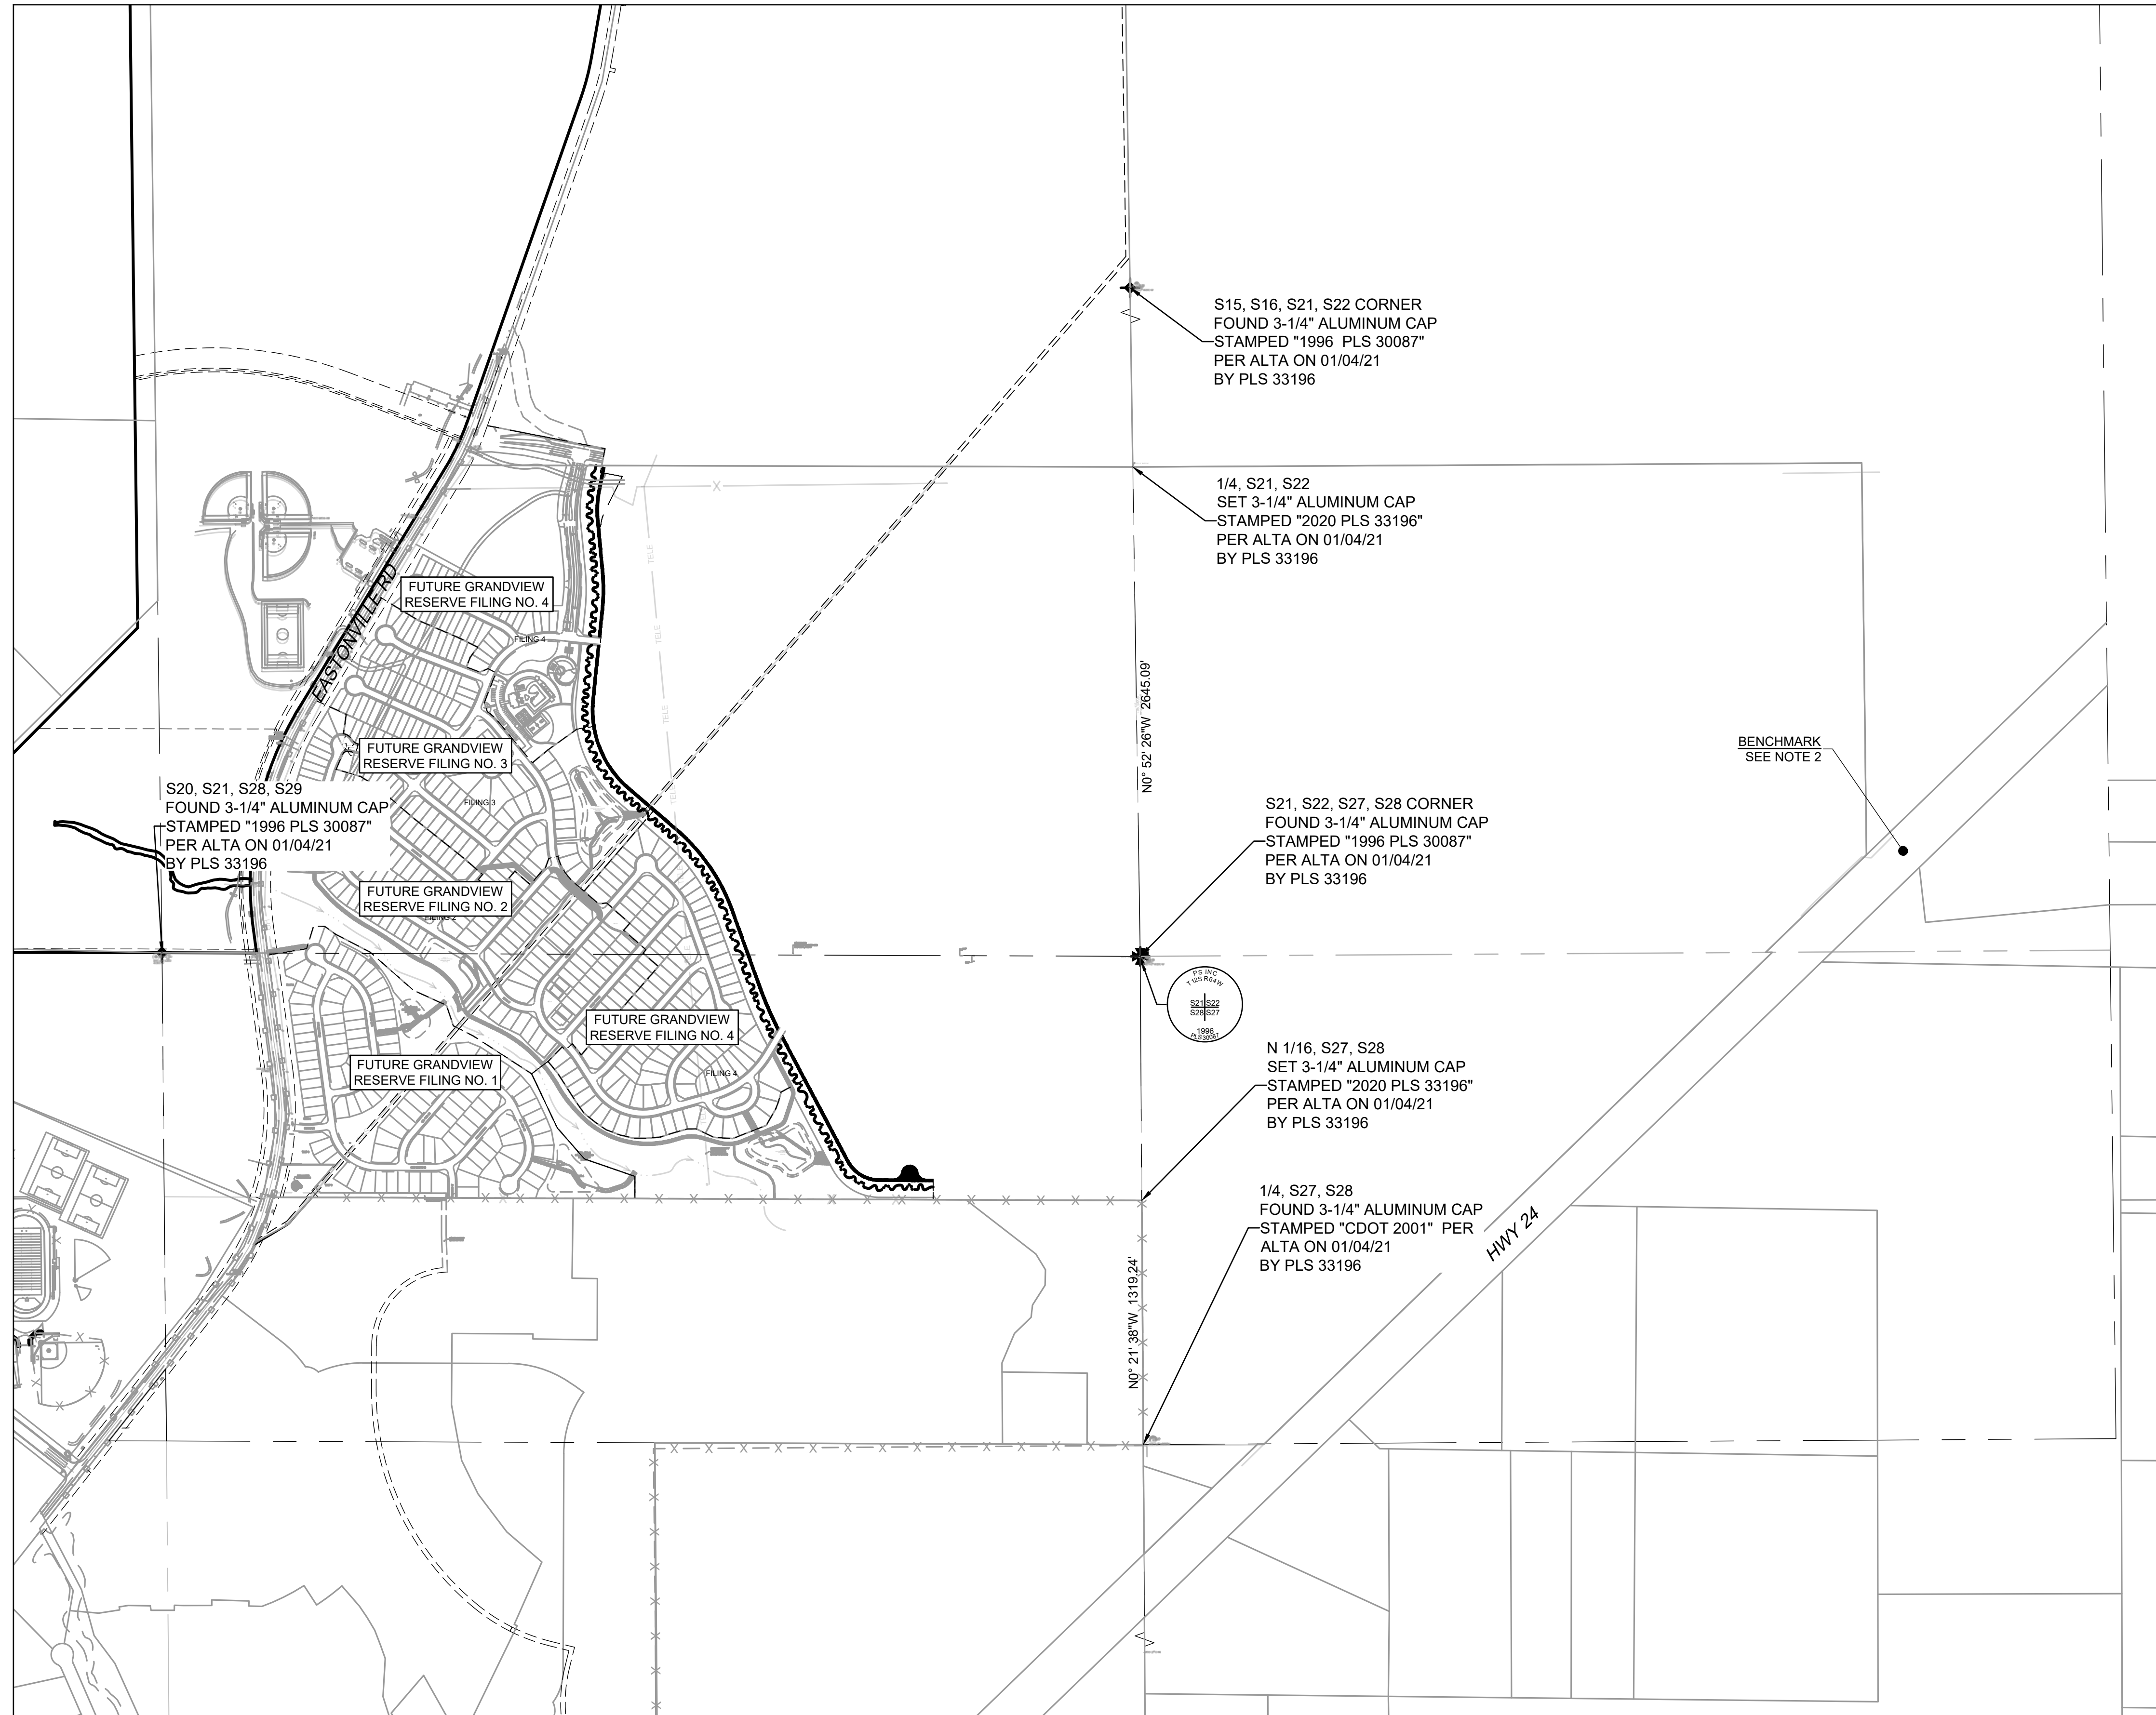 S15, S16, S21, S22 CORNER
FOUND 3-1/4" ALUMINUM CAP
STAMPED "1996 PLS 30087"
PER ALTA ON 01/04/21
BY PLS 33196
1/4, S21, S22
SET 3-1/4" ALUMINUM CAP
STAMPED "2020 PLS 33196"
PER ALTA ON 01/04/21
BY PLS 33196
X
TELE
TELE
TELE
TELE
EASTONVILLE RD
FUTURE GRANDVIEW
RESERVE FILING NO. 4
FILING 4
N0° 52' 26"W 2645.09'
BENCHMARK
SEE NOTE 2
FUTURE GRANDVIEW
RESERVE FILING NO. 3
FILING 3
S20, S21, S28, S29
FOUND 3-1/4" ALUMINUM CAP
STAMPED "1996 PLS 30087"
PER ALTA ON 01/04/21
BY PLS 33196
S21, S22, S27, S28 CORNER
FOUND 3-1/4" ALUMINUM CAP
STAMPED "1996 PLS 30087"
PER ALTA ON 01/04/21
BY PLS 33196
FUTURE GRANDVIEW
RESERVE FILING NO. 2
FILING 2
PS INC
T12S R64W
S21 S22
S28 S27
1996
PLS 30087
FUTURE GRANDVIEW
RESERVE FILING NO. 4
FILING 4
FUTURE GRANDVIEW
RESERVE FILING NO. 1
N 1/16, S27, S28
SET 3-1/4" ALUMINUM CAP
STAMPED "2020 PLS 33196"
PER ALTA ON 01/04/21
BY PLS 33196
1/4, S27, S28
FOUND 3-1/4" ALUMINUM CAP
STAMPED "CDOT 2001" PER
ALTA ON 01/04/21
BY PLS 33196
HWY 24
N0° 21' 38"W 1319.24'